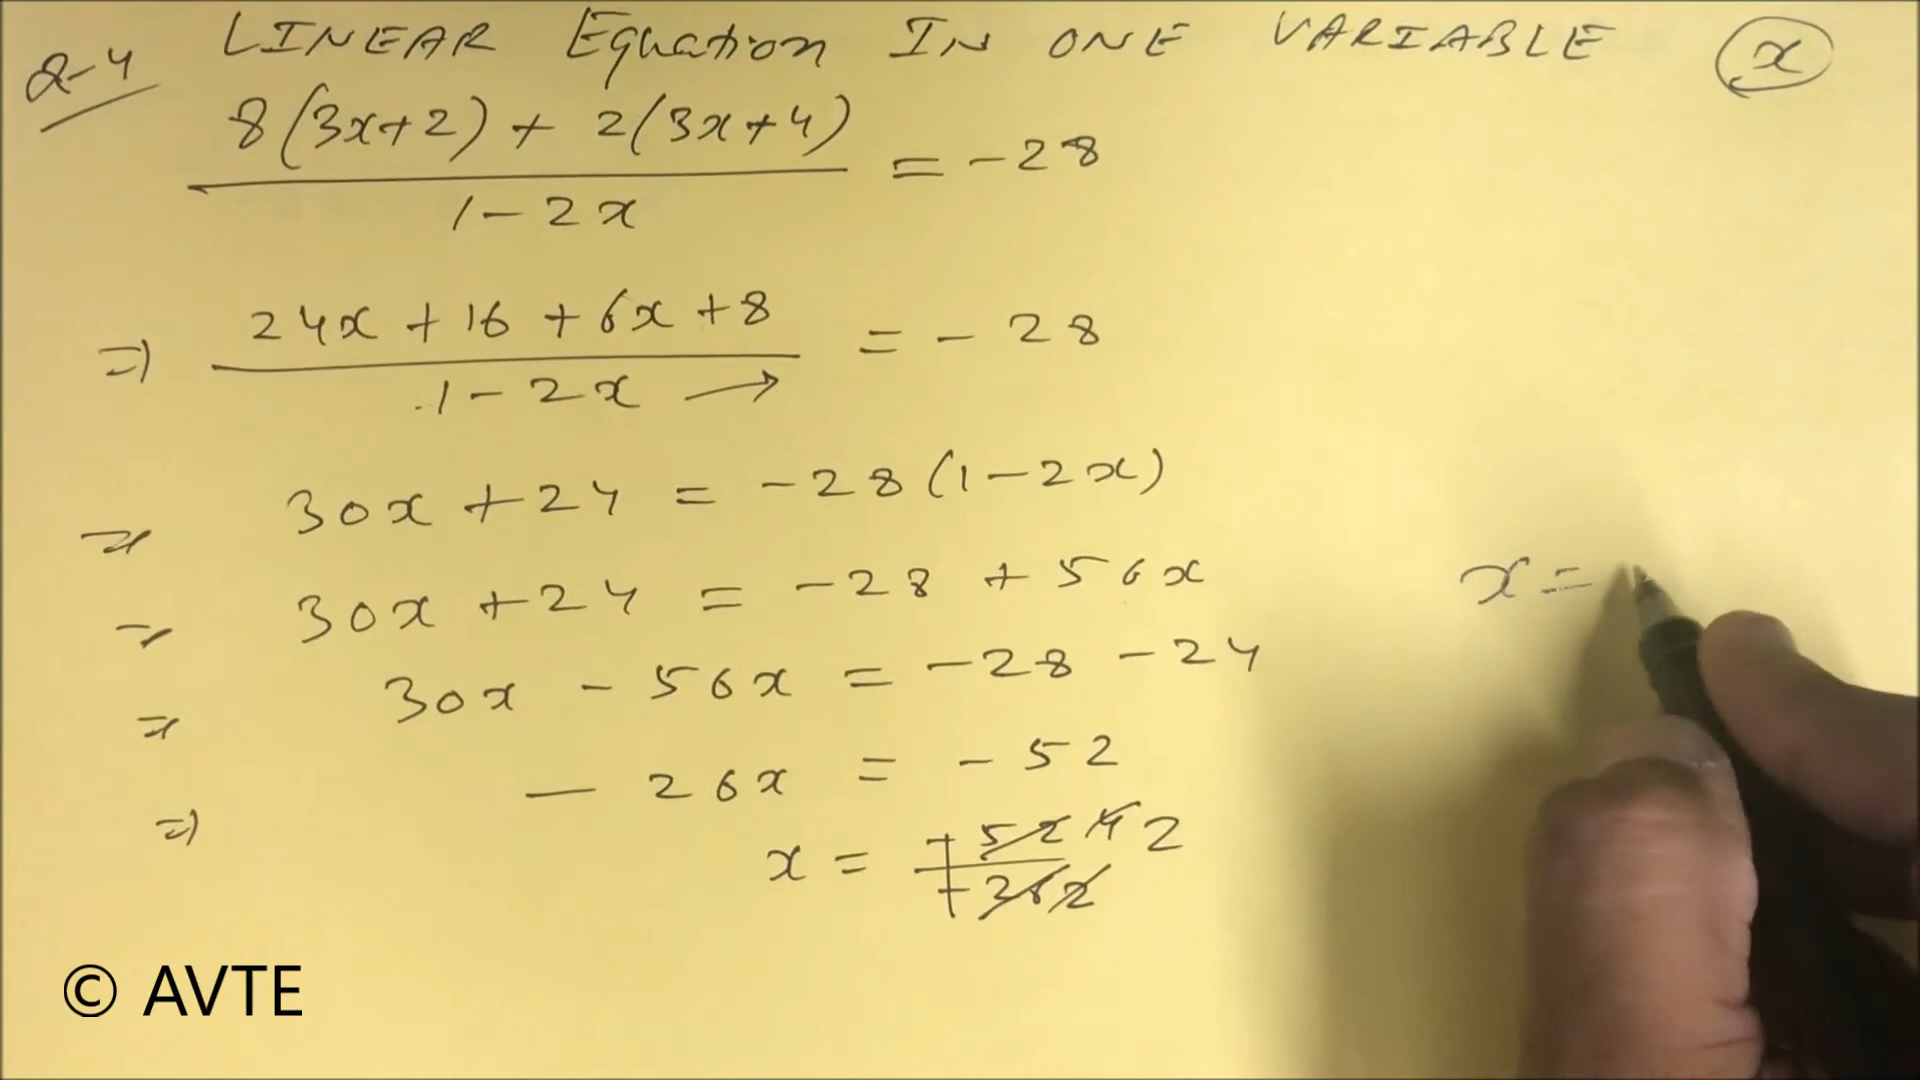 Q-4 LINEAR Equation IN ONE VARIABLE x
8(3x+2) + 2(3x+4)
1-2x
= -28
=> 24x + 16 + 6x + 8
1-2x →
= - 28
=> 30x + 24 = -28(1-2x)
=> 30x + 24 = -28 + 56x
=> 30x - 56x = -28 - 24
=> - 26x = - 52
x = -52 4 2
x =
© AVTE